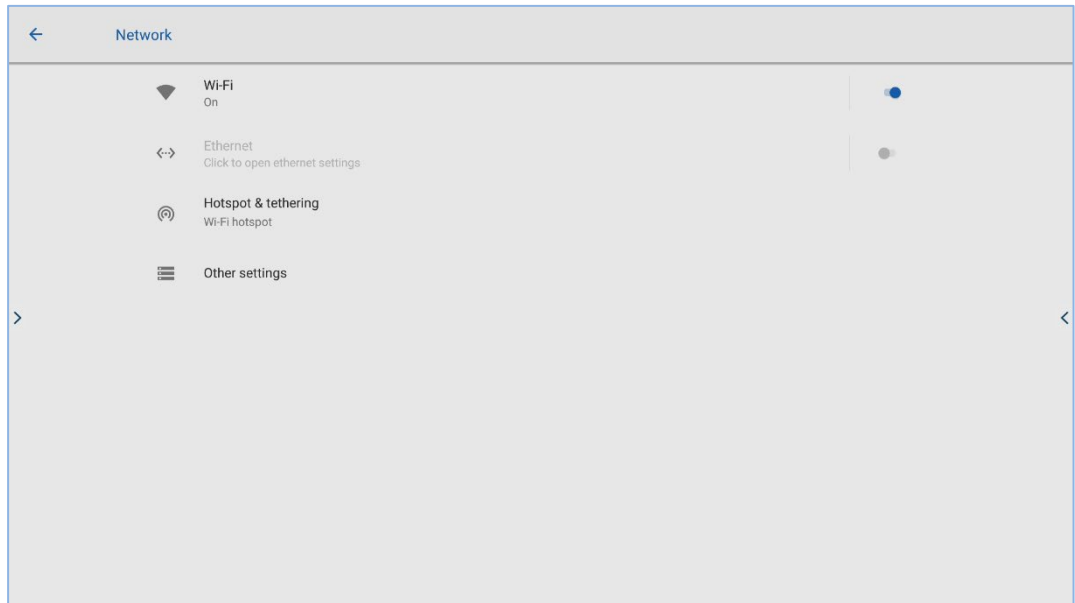 Network
Wi-Fi
On
Ethernet
Click to open ethernet settings
Hotspot & tethering
Wi-Fi hotspot
Other settings